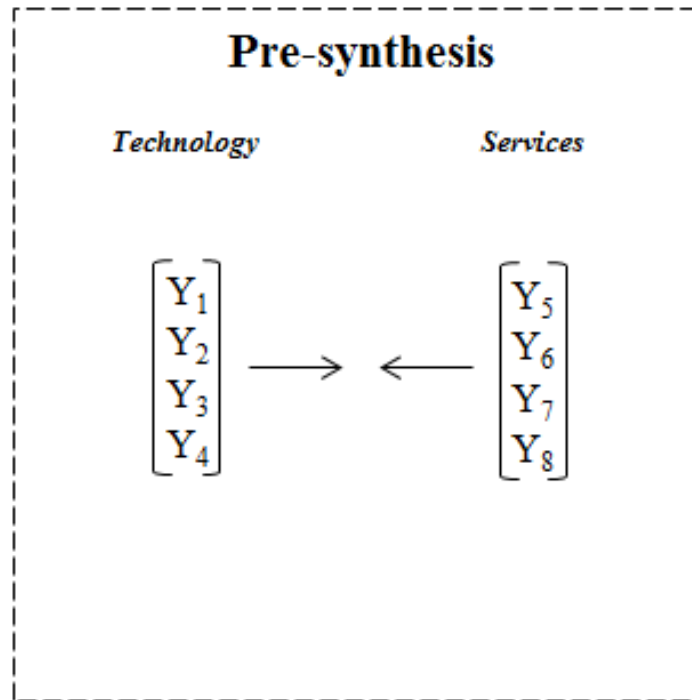 Pre-synthesis
Technology
Services
Y₁
Y₂
Y₃
Y₄
Y₅
Y₆
Y₇
Y₈